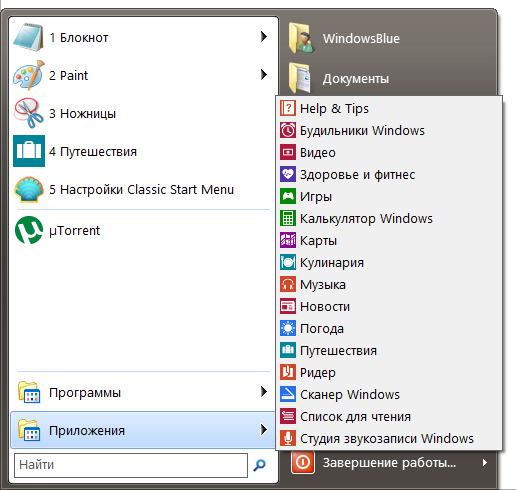 1 Блокнот
2 Paint
3 Ножницы
4 Путешествия
5 Настройки Classic Start Menu
µTorrent
Программы
Приложения
Найти
WindowsBlue
Документы
Help & Tips
Будильники Windows
Видео
Здоровье и фитнес
Игры
Калькулятор Windows
Карты
Кулинария
Музыка
Новости
Погода
Путешествия
Ридер
Сканер Windows
Список для чтения
Студия звукозаписи Windows
Завершение работы...